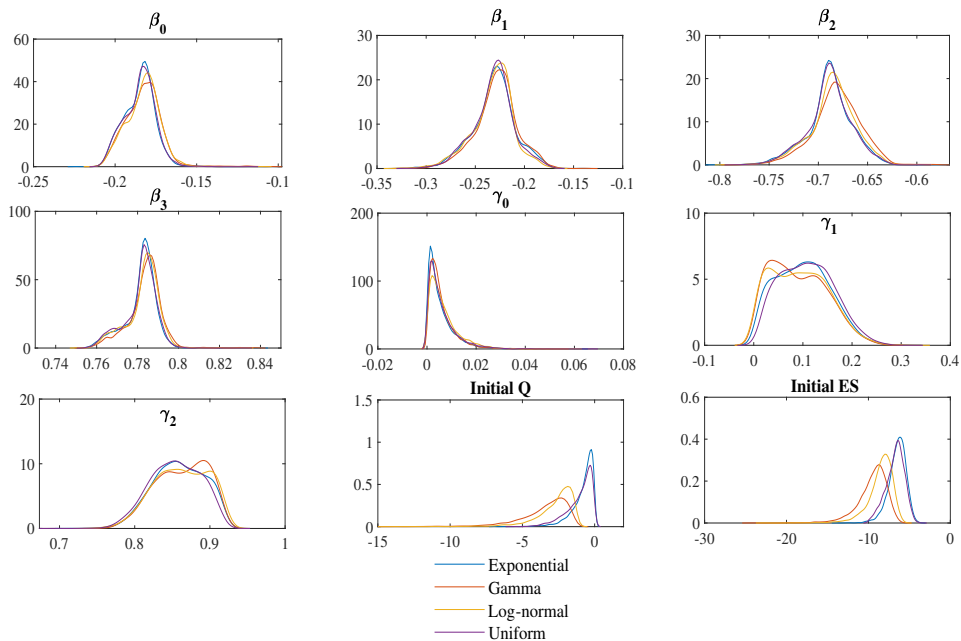 β0
60
40
20
0
-0.25 -0.2 -0.15 -0.1
β1
30
20
10
0
-0.35 -0.3 -0.25 -0.2 -0.15 -0.1
β2
30
20
10
0
-0.8 -0.75 -0.7 -0.65 -0.6
β3
100
50
0
0.74 0.76 0.78 0.8 0.82 0.84
γ0
200
100
0
-0.02 0 0.02 0.04 0.06 0.08
γ1
10
5
0
-0.1 0 0.1 0.2 0.3 0.4
γ2
20
10
0
0.7 0.8 0.9 1
Initial Q
1.5
1
0.5
0
-15 -10 -5 0
Initial ES
0.6
0.4
0.2
0
-30 -20 -10 0
Exponential
Gamma
Log-normal
Uniform